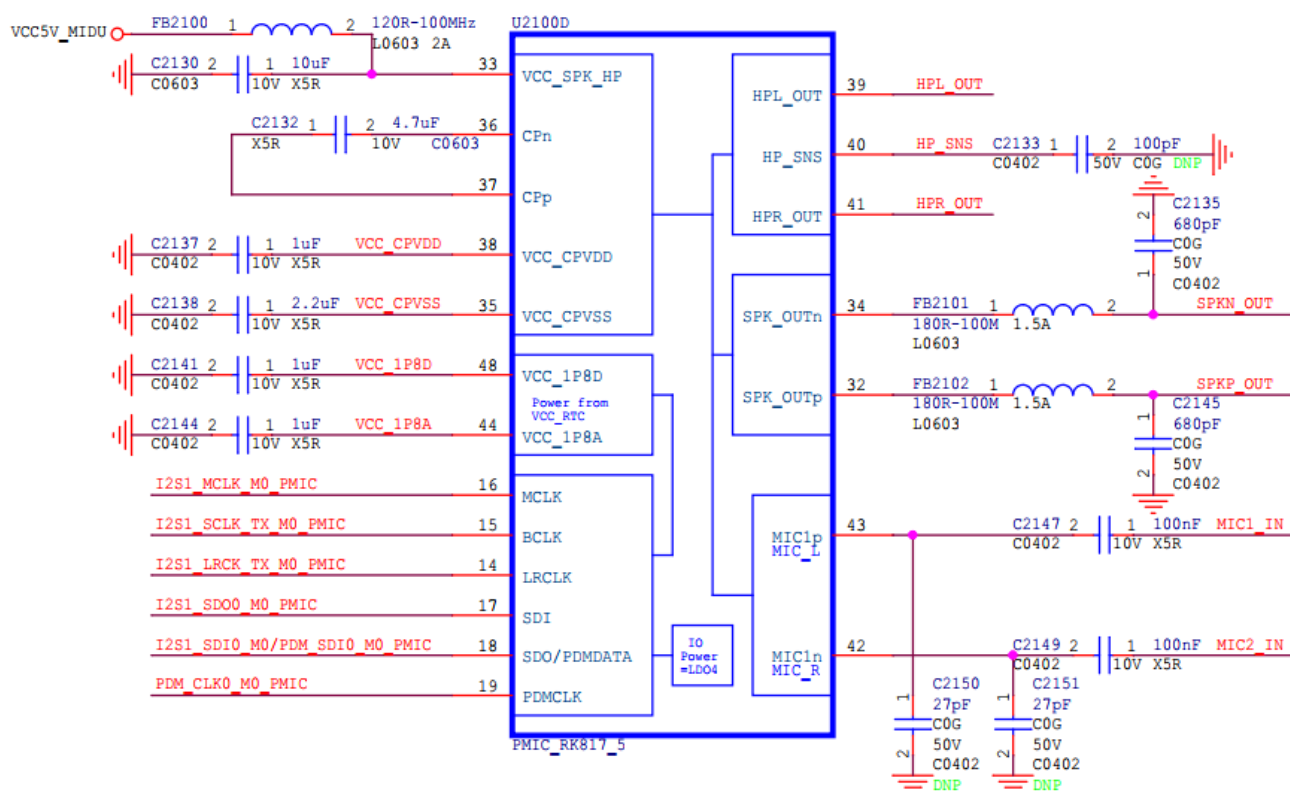 VCC5V_MIDU
FB2100 1 2 120R-100MHz
L0603 2A
U2100D
C2130 2 1 10uF 33 VCC_SPK_HP
C0603 10V X5R
C2132 1 2 4.7uF 36 CPn
X5R 10V C0603
37 CPp
C2137 2 1 1uF VCC_CPVDD 38 VCC_CPVDD
C0402 10V X5R
C2138 2 1 2.2uF VCC_CPVSS 35 VCC_CPVSS
C0402 10V X5R
C2141 2 1 1uF VCC_1P8D 48 VCC_1P8D
C0402 10V X5R
Power from
VCC_RTC
C2144 2 1 1uF VCC_1P8A 44 VCC_1P8A
C0402 10V X5R
I2S1_MCLK_M0_PMIC 16 MCLK
I2S1_SCLK_TX_M0_PMIC 15 BCLK
I2S1_LRCK_TX_M0_PMIC 14 LRCLK
I2S1_SDO0_M0_PMIC 17 SDI
I2S1_SDI0_M0/PDM_SDI0_M0_PMIC 18 SDO/PDMDATA
PDM_CLK0_M0_PMIC 19 PDMCLK
IO
Power
=LDO4
PMIC_RK817_5
HPL_OUT 39 HPL_OUT
HP_SNS 40 HP_SNS C2133 1 2 100pF
C0402 50V C0G DNP
HPR_OUT 41 HPR_OUT
C2135
2 680pF
C0G
50V
1 C0402
SPK_OUTn 34 FB2101 1 2 SPKN_OUT
180R-100M 1.5A
L0603
SPK_OUTp 32 FB2102 1 2 SPKP_OUT
180R-100M 1.5A
L0603
1 C2145
680pF
C0G
50V
2 C0402
MIC1p 43 C2147 2 1 100nF MIC1_IN
MIC_L C0402 10V X5R
MIC1n 42 C2149 2 1 100nF MIC2_IN
MIC_R C0402 10V X5R
1 C2150
27pF
C0G
50V
2 C0402
DNP
1 C2151
27pF
C0G
50V
2 C0402
DNP